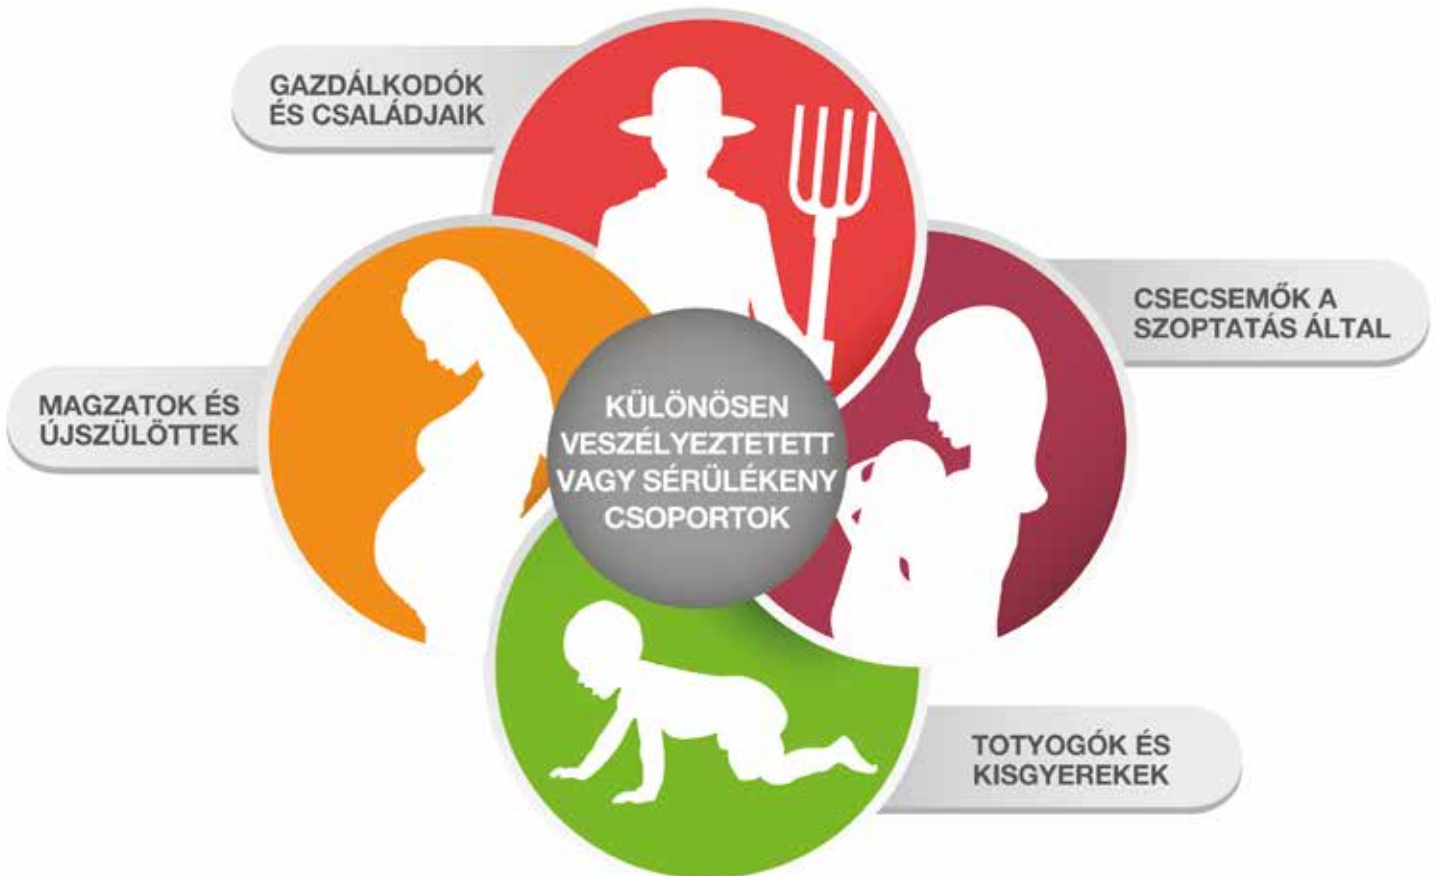 GAZDÁLKODÓK
ÉS CSALÁDJAIK
CSECSEMŐK A
SZOPTATÁS ÁLTAL
MAGZATOK ÉS
ÚJSZÜLÖTTEK
KÜLÖNÖSEN
VESZÉLYEZTETETT
VAGY SÉRÜLÉKENY
CSOPORTOK
TOTYOGÓK ÉS
KISGYEREKEK